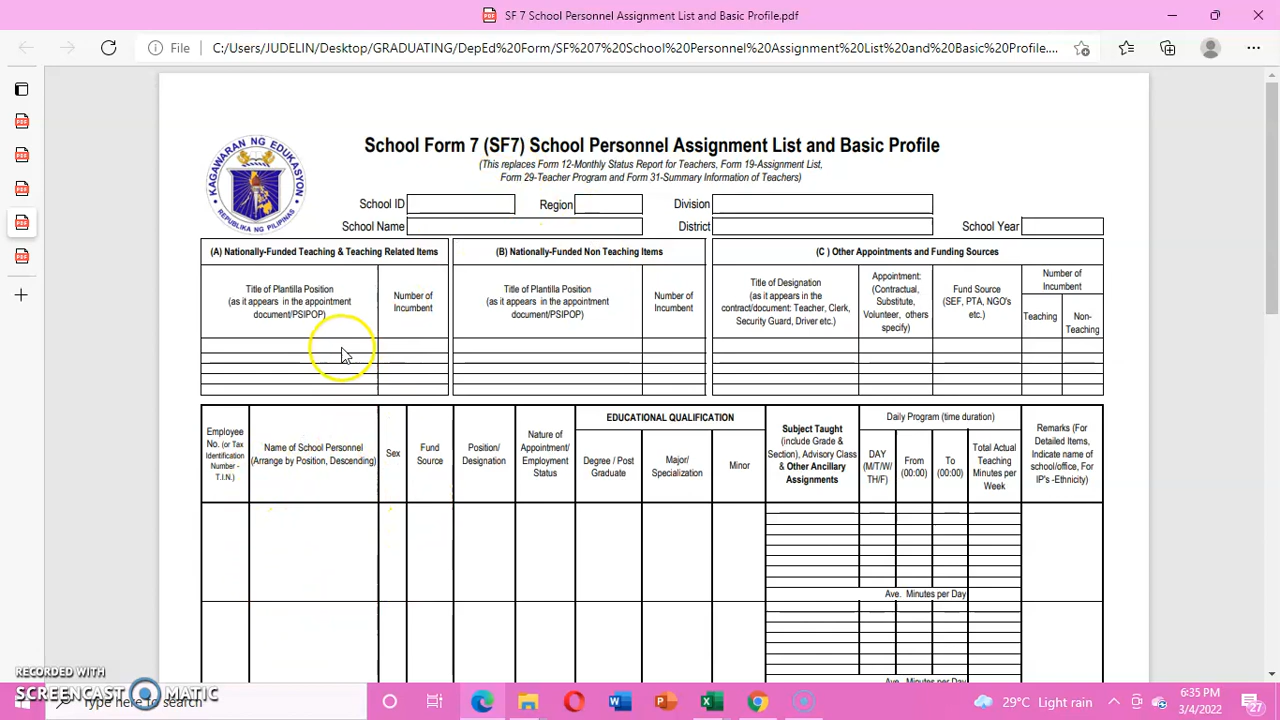 SF 7 School Personnel Assignment List and Basic Profile.pdf
File
C:/Users/JUDELIN/Desktop/GRADUATING/DepEd%20Form/SF%207%20School%20Personnel%20Assignment%20List%20and%20Basic%20Profile....
KAGAWARAN NG EDUKASYON
REPUBLIKA NG PILIPINAS
School Form 7 (SF7) School Personnel Assignment List and Basic Profile
(This replaces Form 12-Monthly Status Report for Teachers, Form 19-Assignment List,
Form 29-Teacher Program and Form 31-Summary Information of Teachers)
School ID
Region
Division
School Name
District
School Year
(A) Nationally-Funded Teaching & Teaching Related Items
(B) Nationally-Funded Non Teaching Items
(C ) Other Appointments and Funding Sources
Title of Plantilla Position
(as it appears in the appointment
document/PSIPOP)
Number of
Incumbent
Title of Plantilla Position
(as it appears in the appointment
document/PSIPOP)
Number of
Incumbent
Title of Designation
(as it appears in the
contract/document: Teacher, Clerk,
Security Guard, Driver etc.)
Appointment:
(Contractual,
Substitute,
Volunteer, others
specify)
Fund Source
(SEF, PTA, NGO's
etc.)
Number of
Incumbent
Teaching
Non-
Teaching
Employee
No. (or Tax
Identification
Number -
T.I.N.)
Name of School Personnel
(Arrange by Position, Descending)
Sex
Fund
Source
Position/
Designation
Nature of
Appointment/
Employment
Status
EDUCATIONAL QUALIFICATION
Degree / Post
Graduate
Major/
Specialization
Minor
Subject Taught
(include Grade &
Section), Advisory Class
& Other Ancillary
Assignments
Daily Program (time duration)
DAY
(M/T/W/
TH/F)
From
(00:00)
To
(00:00)
Total Actual
Teaching
Minutes per
Week
Remarks (For
Detailed Items,
Indicate name of
school/office, For
IP's -Ethnicity)
Ave. Minutes per Day
Ave. Minutes per Day
RECORDED WITH
SCREENCAST MATIC
Type here to search
29°C Light rain
6:35 PM
3/4/2022
27